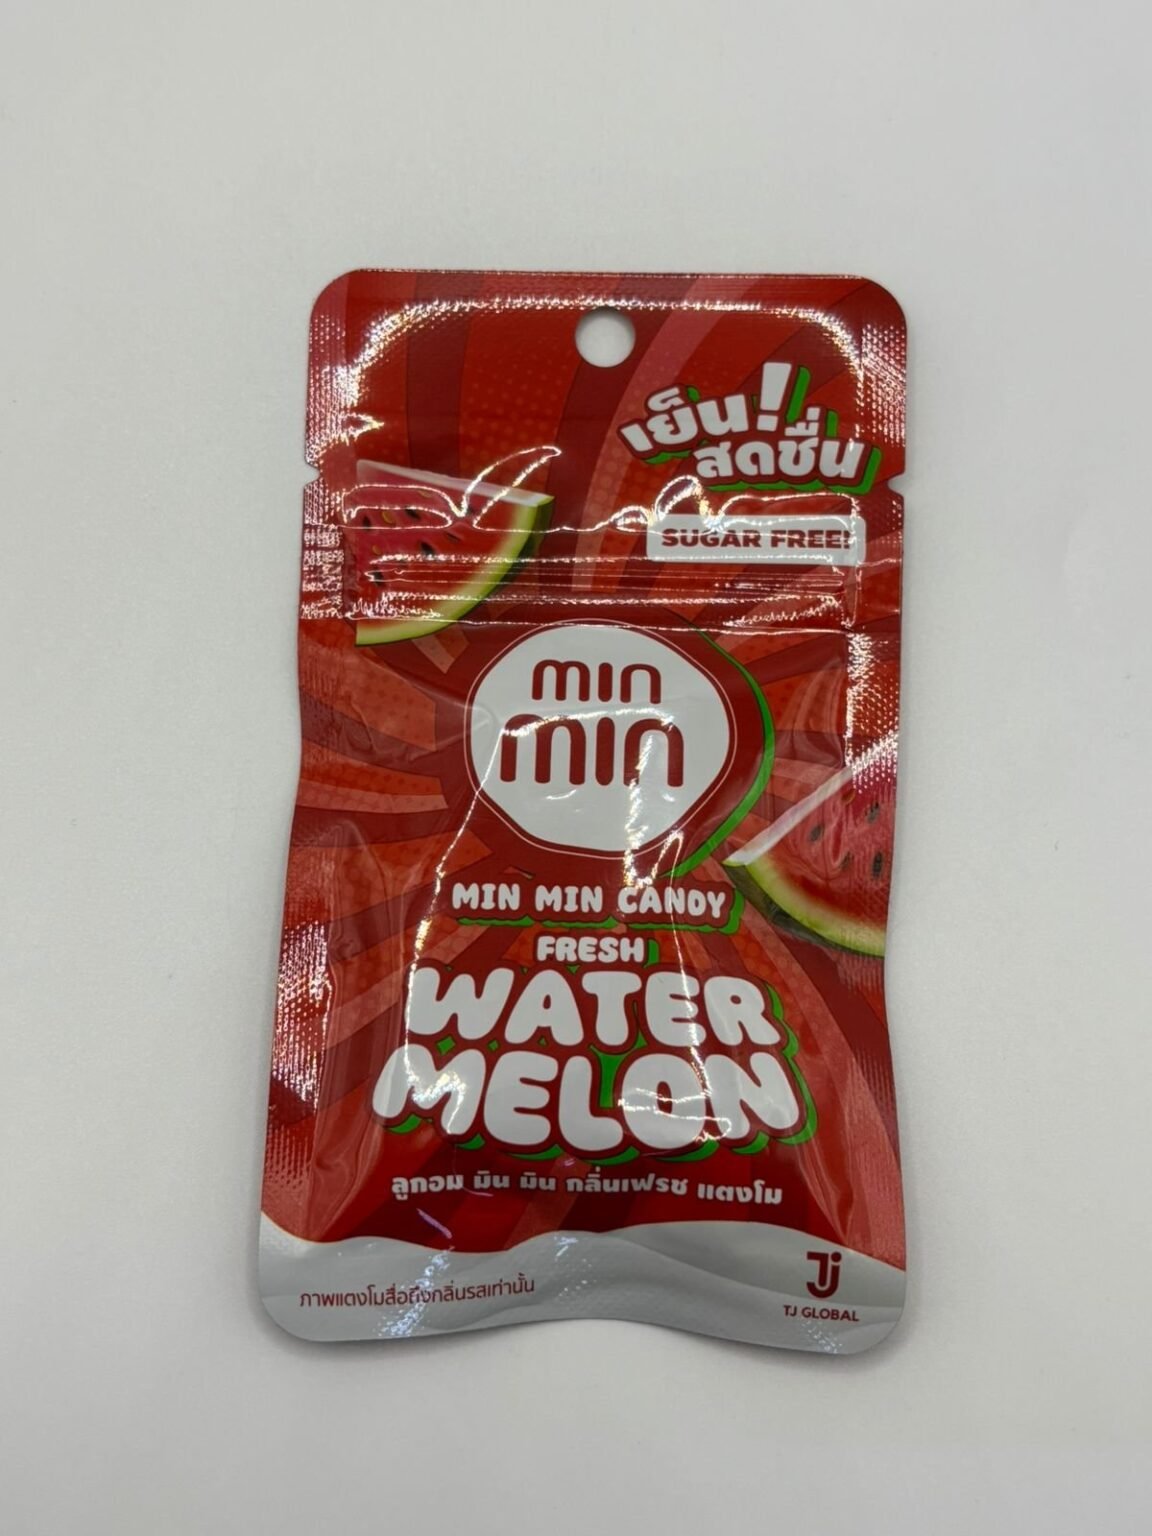 เย็น!
สดชื่น
SUGAR FREE!
min
min
MIN MIN CANDY
FRESH
WATER
MELON
ลูกอม มิน มิน กลิ่นเฟรช แตงโม
ภาพแตงโมสื่อถึงกลิ่นรสเท่านั้น
TJ GLOBAL